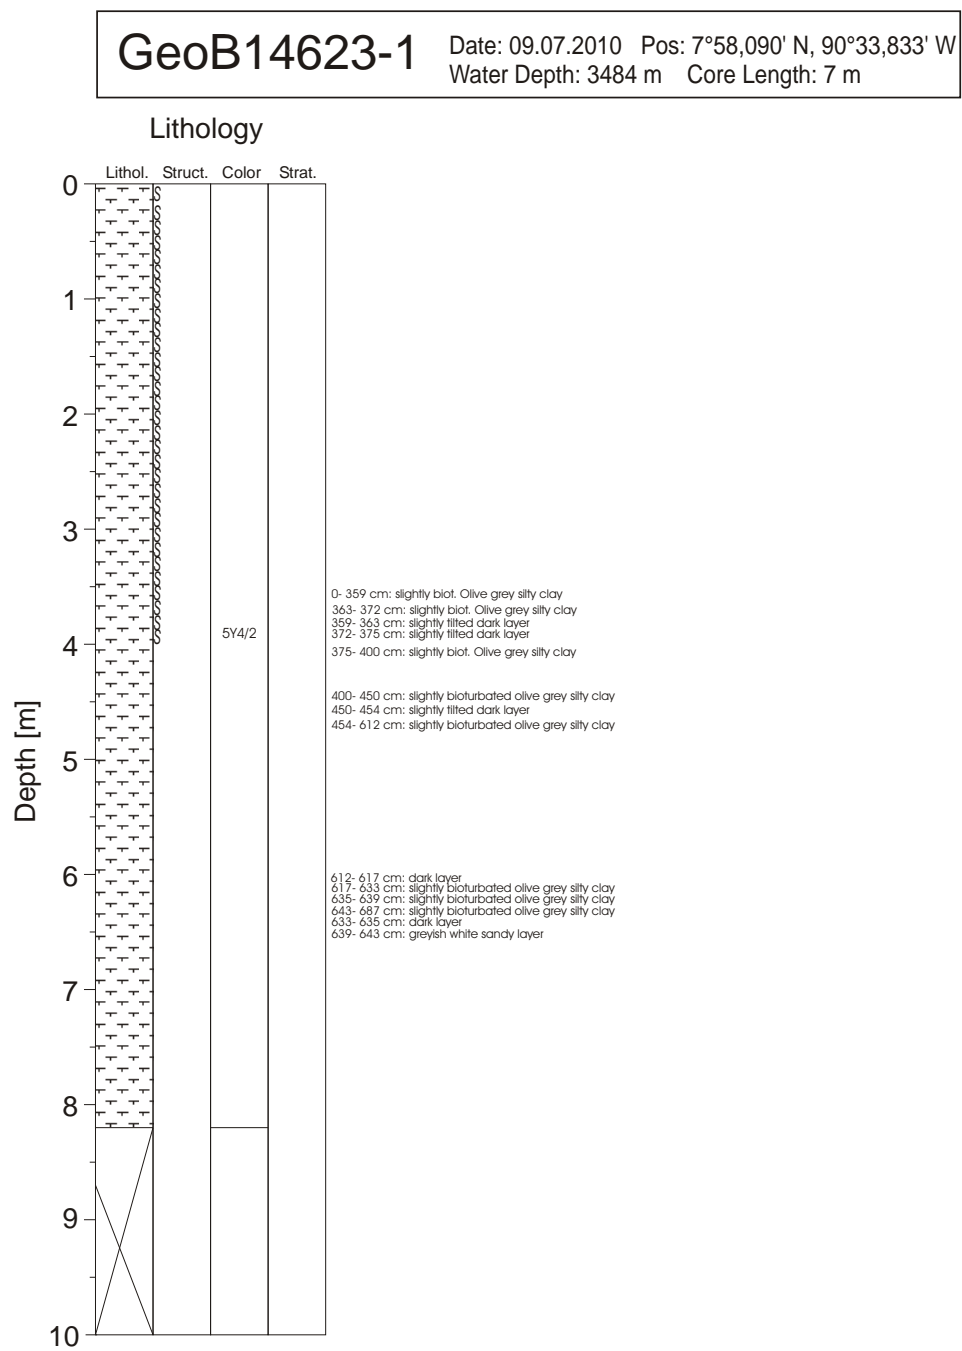 GeoB14623-1
Date: 09.07.2010 Pos: 7°58,090' N, 90°33,833' W
Water Depth: 3484 m Core Length: 7 m
Lithology
Lithol. Struct. Color Strat.
0
1
2
3
0- 359 cm: slightly biot. Olive grey silty clay
363- 372 cm: slightly biot. Olive grey silty clay
359- 363 cm: slightly tilted dark layer
372- 375 cm: slightly tilted dark layer
5Y4/2
4
375- 400 cm: slightly biot. Olive grey silty clay
400- 450 cm: slightly bioturbated olive grey silty clay
450- 454 cm: slightly tilted dark layer
454- 612 cm: slightly bioturbated olive grey silty clay
Depth [m]
5
6
612- 617 cm: dark layer
617- 633 cm: slightly bioturbated olive grey silty clay
635- 639 cm: slightly bioturbated olive grey silty clay
643- 687 cm: slightly bioturbated olive grey silty clay
633- 635 cm: dark layer
639- 643 cm: greyish white sandy layer
7
8
9
10